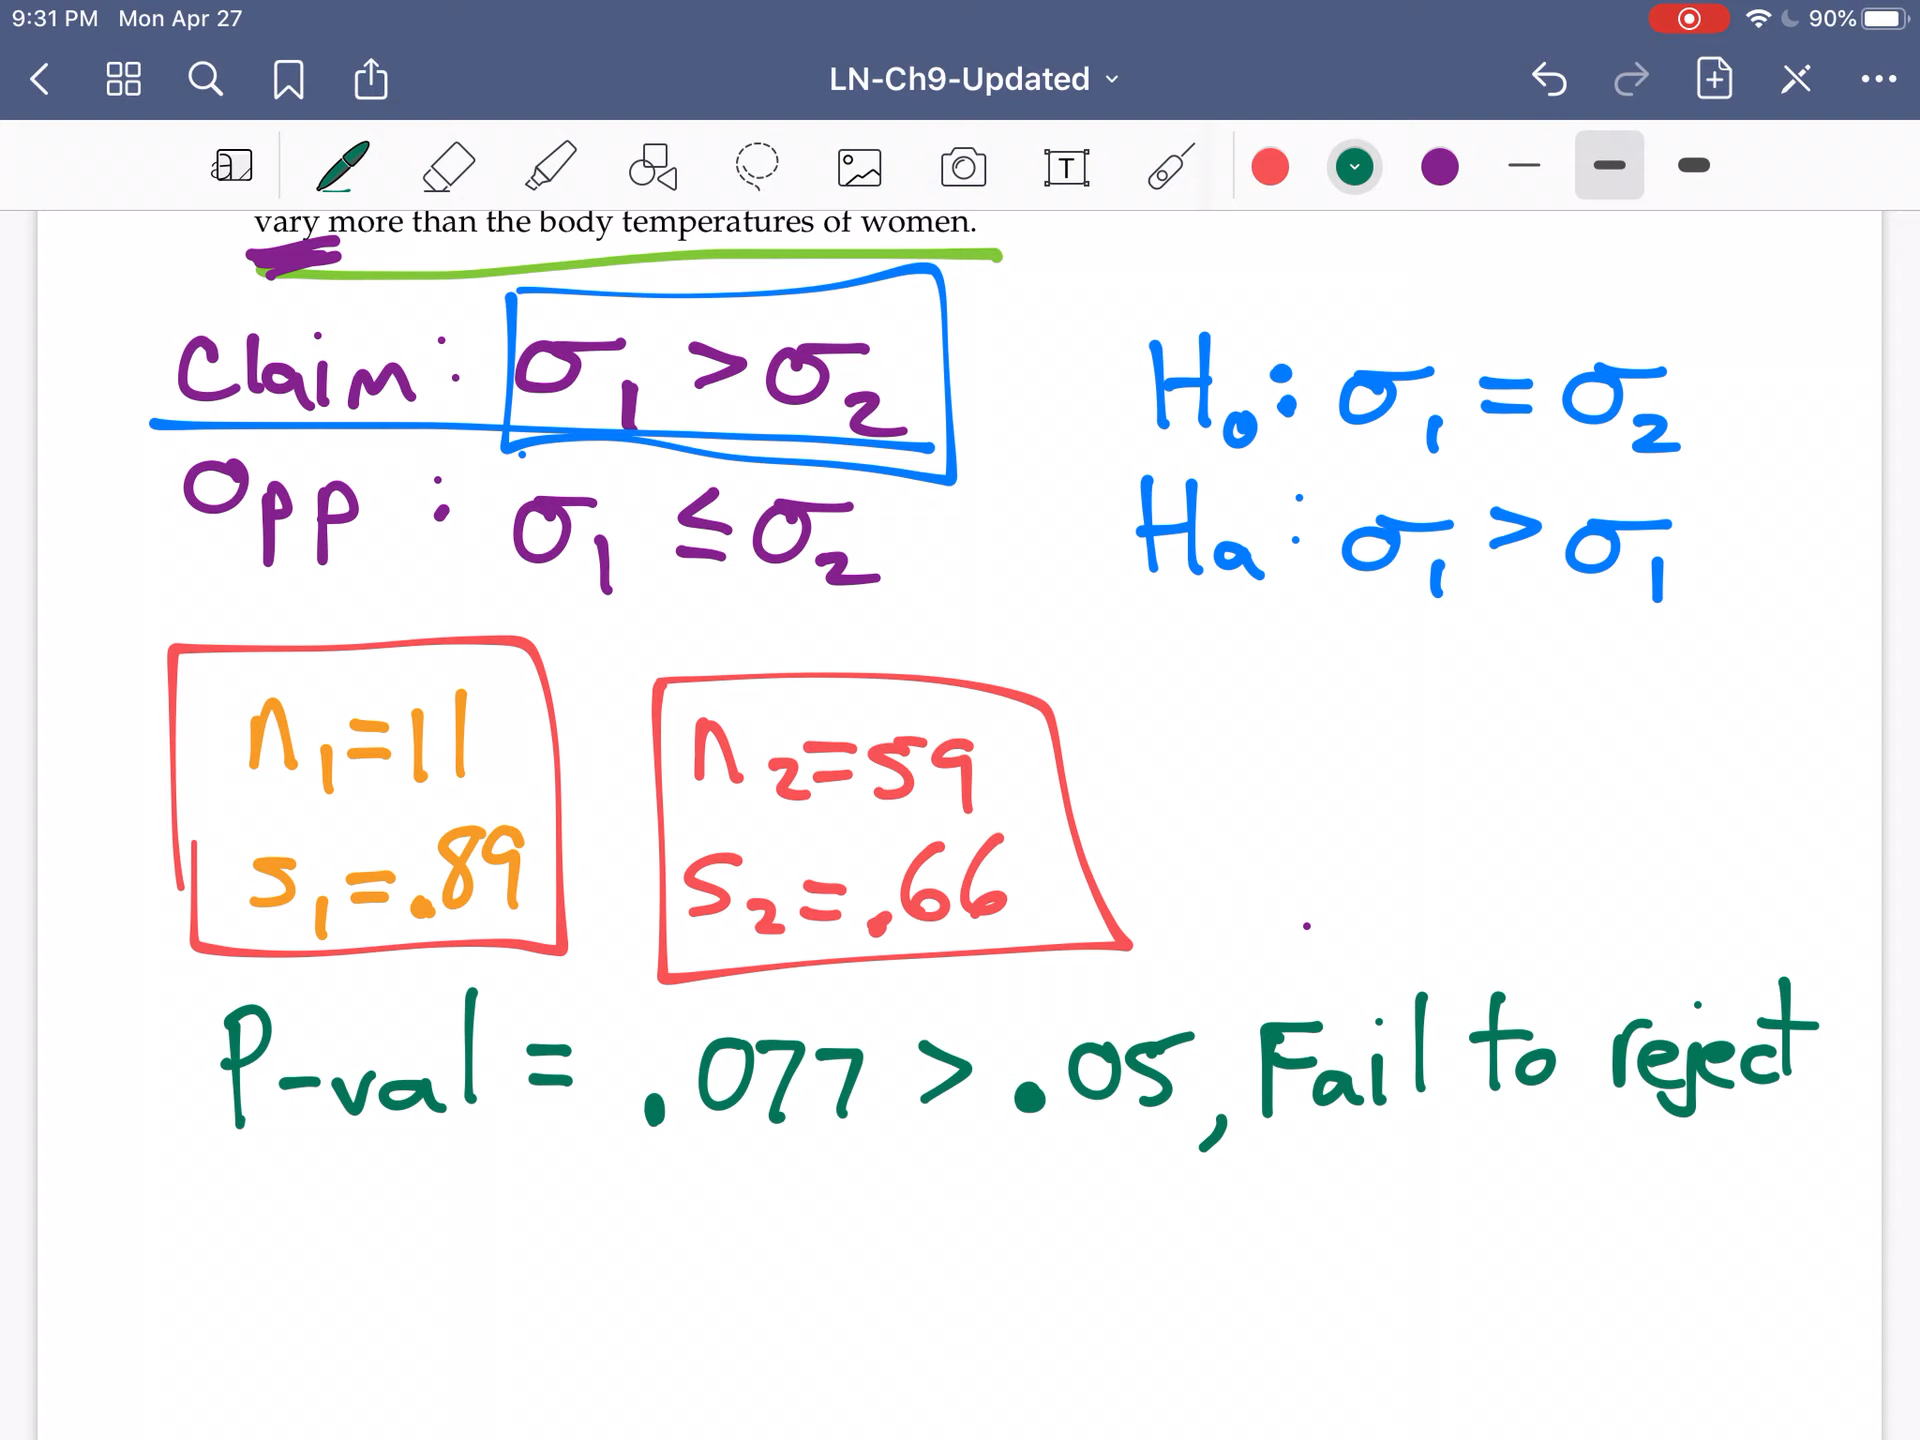 9:31 PM Mon Apr 27 90%
LN-Ch9-Updated
T
vary more than the body temperatures of women.
Claim: σ₁ > σ₂
H₀: σ₁ = σ₂
Opp : σ₁ ≤ σ₂
Ha: σ₁ > σ₁
n₁=11
s₁=.89
n₂=59
s₂=.66
P-val = .077 > .05, Fail to reject